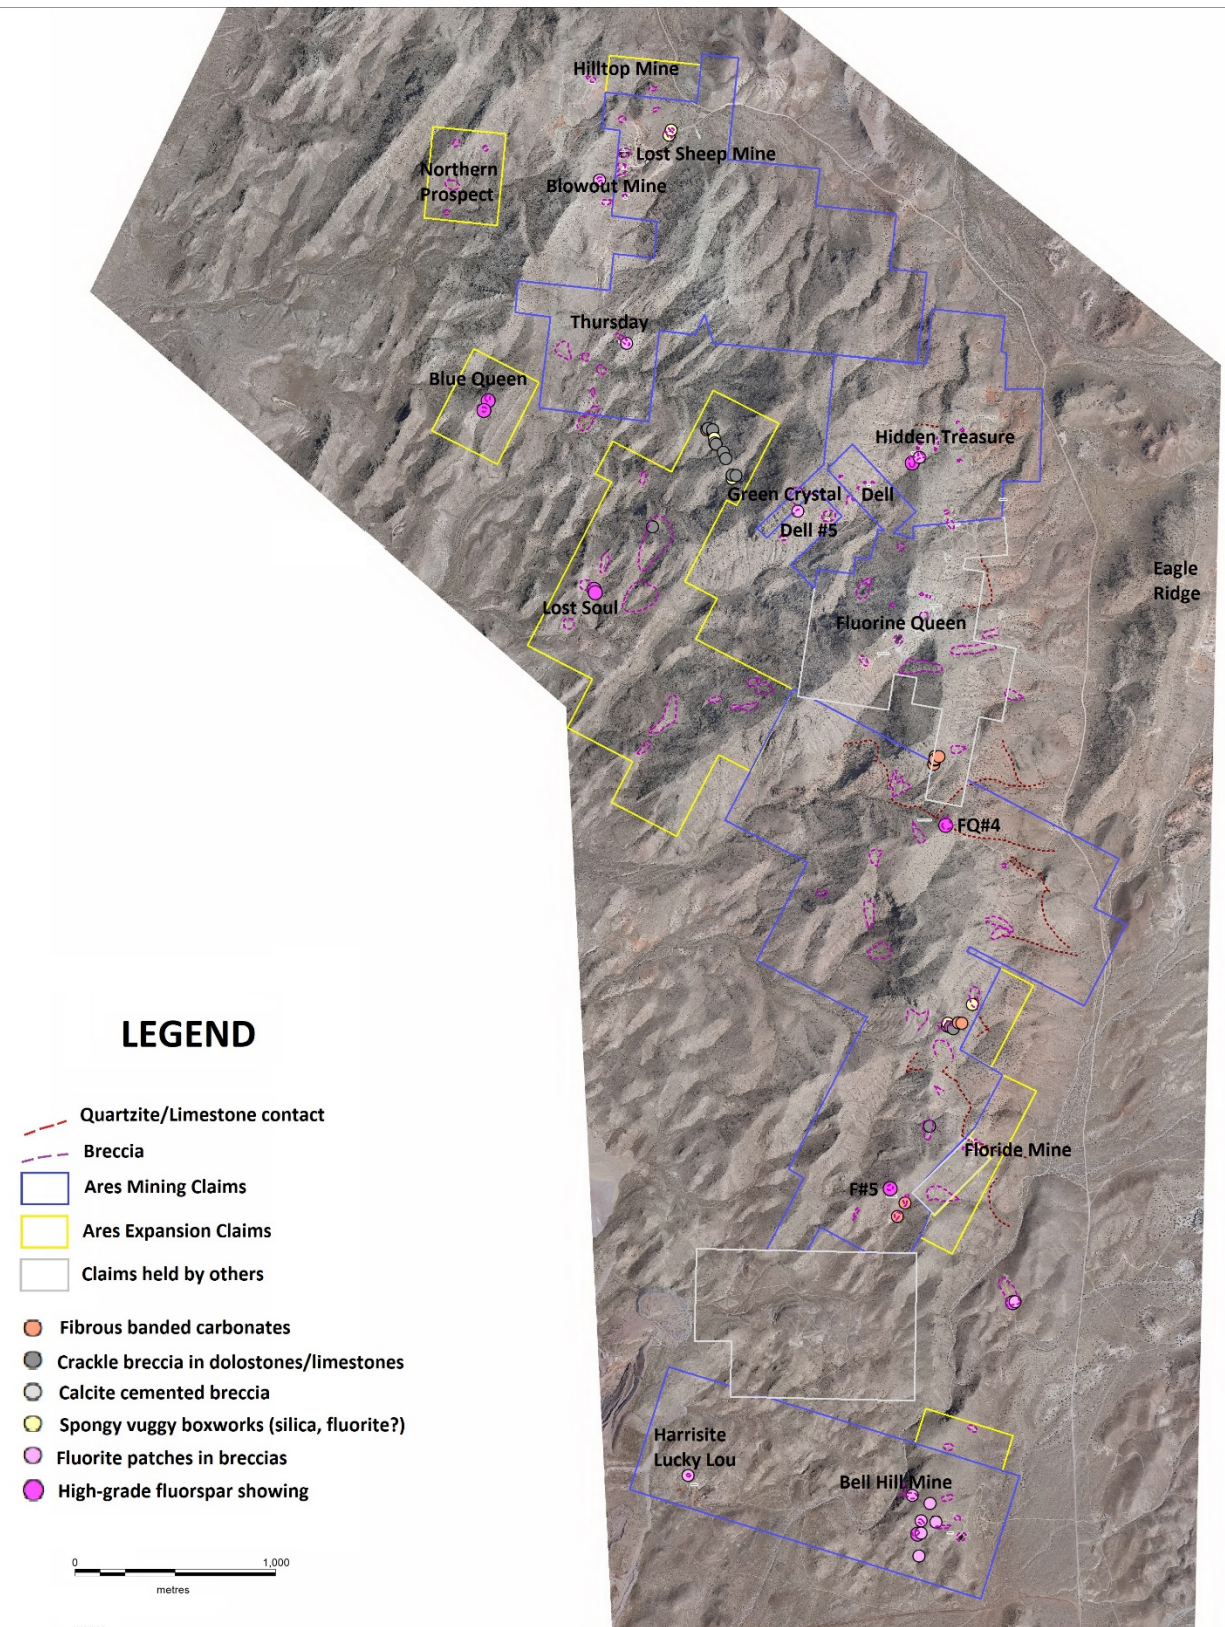 Hilltop Mine
Lost Sheep Mine
Northern
Prospect
Blowout Mine
Thursday
Blue Queen
Hidden Treasure
Green Crystal
Dell
Dell #5
Eagle
Ridge
Lost Soul
Fluorine Queen
FQ#4
LEGEND
Quartzite/Limestone contact
Breccia
Ares Mining Claims
Ares Expansion Claims
Claims held by others
Fibrous banded carbonates
Crackle breccia in dolostones/limestones
Calcite cemented breccia
Spongy vuggy boxworks (silica, fluorite?)
Fluorite patches in breccias
High-grade fluorspar showing
0 1,000
metres
Floride Mine
F#5
Harrisite
Lucky Lou
Bell Hill Mine